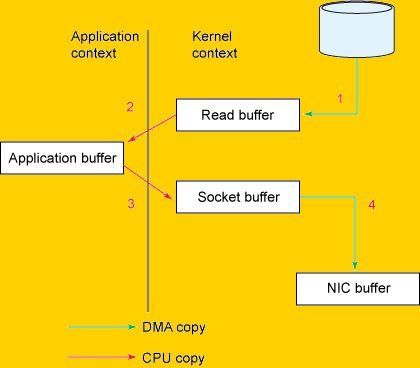 Application
context
Kernel
context
1
2
Read buffer
Application buffer
3
Socket buffer
4
NIC buffer
DMA copy
CPU copy